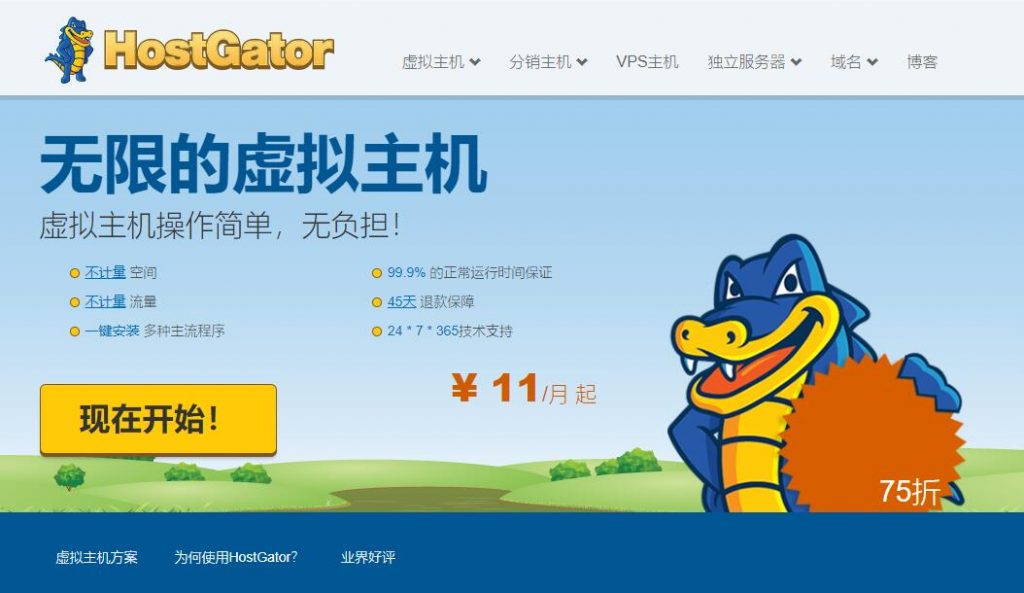 HostGator
虚拟主机 分销主机 VPS主机 独立服务器 域名 博客
无限的虚拟主机
虚拟主机操作简单，无负担！
不计量 空间
不计量 流量
一键安装 多种主流程序
99.9% 的正常运行时间保证
45天 退款保障
24 * 7 * 365技术支持
¥ 11/月 起
现在开始！
75折
虚拟主机方案 为何使用HostGator？ 业界好评